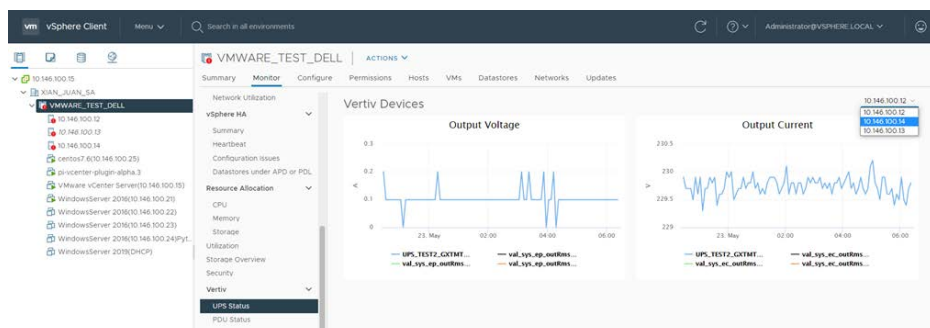 vm vSphere Client Menu Search in all environments Administrator@VSPHERE.LOCAL
10.146.100.15
XIAN_JUAN_SA
VMWARE_TEST_DELL
10.146.100.12
10.146.100.13
10.146.100.14
centos7.6(10.146.100.25)
pi-vcenter-plugin-alpha.3
VMware vCenter Server(10.146.100.15)
WindowsServer 2016(10.146.100.21)
WindowsServer 2016(10.146.100.22)
WindowsServer 2016(10.146.100.23)
WindowsServer 2016(10.146.100.24)Pyt...
WindowsServer 2019(DHCP)
VMWARE_TEST_DELL ACTIONS
Summary Monitor Configure Permissions Hosts VMs Datastores Networks Updates
Network Utilization
vSphere HA
Summary
Heartbeat
Configuration Issues
Datastores under APD or PDL
Resource Allocation
CPU
Memory
Storage
Utilization
Storage Overview
Security
Vertiv
UPS Status
PDU Status
Vertiv Devices
10.146.100.12
10.146.100.12
10.146.100.14
10.146.100.13
Output Voltage
0.3
0.2
0.1
0
A
23. May 02:00 04:00 06:00
UPS_TEST2_GXTMT... val_sys_ep_outRms...
val_sys_ep_outRms... val_sys_ep_outRms...
Output Current
230.5
230
229.5
229
V
23. May 02:00 04:00 06:00
UPS_TEST2_GXTMT... val_sys_ec_outRms...
val_sys_ec_outRms... val_sys_ec_outRms...